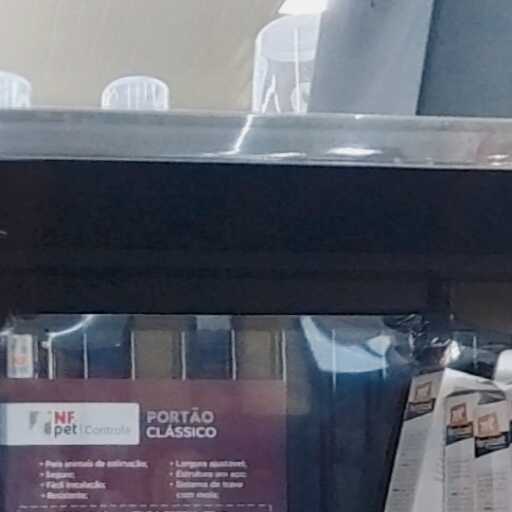 NF
pet | Controla
PORTÃO
CLÁSSICO
• Para animais de estimação;
• Seguro;
• Fácil instalação;
• Resistente;
• Largura ajustável;
• Estrutura em aço;
• Sistema de trava
com mola;